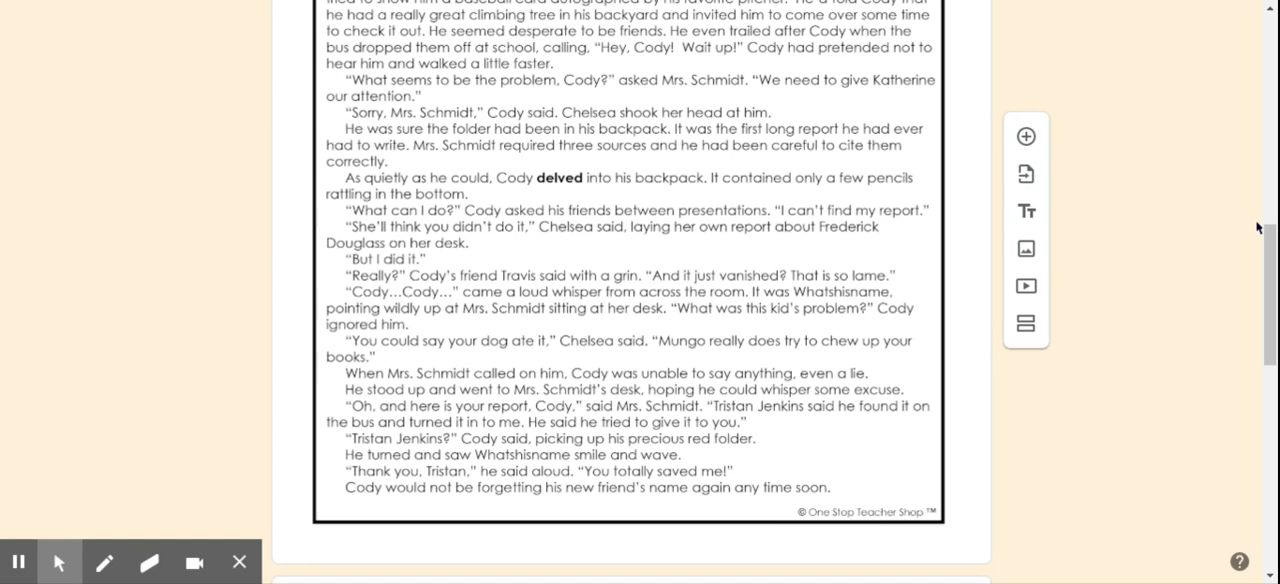 tried to show him a baseball card autographed by his favorite pitcher. He'd told Cody that
he had a really great climbing tree in his backyard and invited him to come over some time
to check it out. He seemed desperate to be friends. He even trailed after Cody when the
bus dropped them off at school, calling, “Hey, Cody!  Wait up!” Cody had pretended not to
hear him and walked a little faster.
“What seems to be the problem, Cody?” asked Mrs. Schmidt. “We need to give Katherine
our attention.”
“Sorry, Mrs. Schmidt,” Cody said. Chelsea shook her head at him.
He was sure the folder had been in his backpack. It was the first long report he had ever
had to write. Mrs. Schmidt required three sources and he had been careful to cite them
correctly.
As quietly as he could, Cody delved into his backpack. It contained only a few pencils
rattling in the bottom.
“What can I do?” Cody asked his friends between presentations. “I can’t find my report.”
“She’ll think you didn’t do it,” Chelsea said, laying her own report about Frederick
Douglass on her desk.
“But I did it.”
“Really?” Cody’s friend Travis said with a grin. “And it just vanished? That is so lame.”
“Cody...Cody...” came a loud whisper from across the room. It was Whatshisname,
pointing wildly up at Mrs. Schmidt sitting at her desk. “What was this kid’s problem?” Cody
ignored him.
“You could say your dog ate it,” Chelsea said. “Mungo really does try to chew up your
books.”
When Mrs. Schmidt called on him, Cody was unable to say anything, even a lie.
He stood up and went to Mrs. Schmidt’s desk, hoping he could whisper some excuse.
“Oh, and here is your report, Cody,” said Mrs. Schmidt. “Tristan Jenkins said he found it on
the bus and turned it in to me. He said he tried to give it to you.”
“Tristan Jenkins?” Cody said, picking up his precious red folder.
He turned and saw Whatshisname smile and wave.
“Thank you, Tristan,” he said aloud. “You totally saved me!”
Cody would not be forgetting his new friend’s name again any time soon.
© One Stop Teacher Shop ™
Tт
?